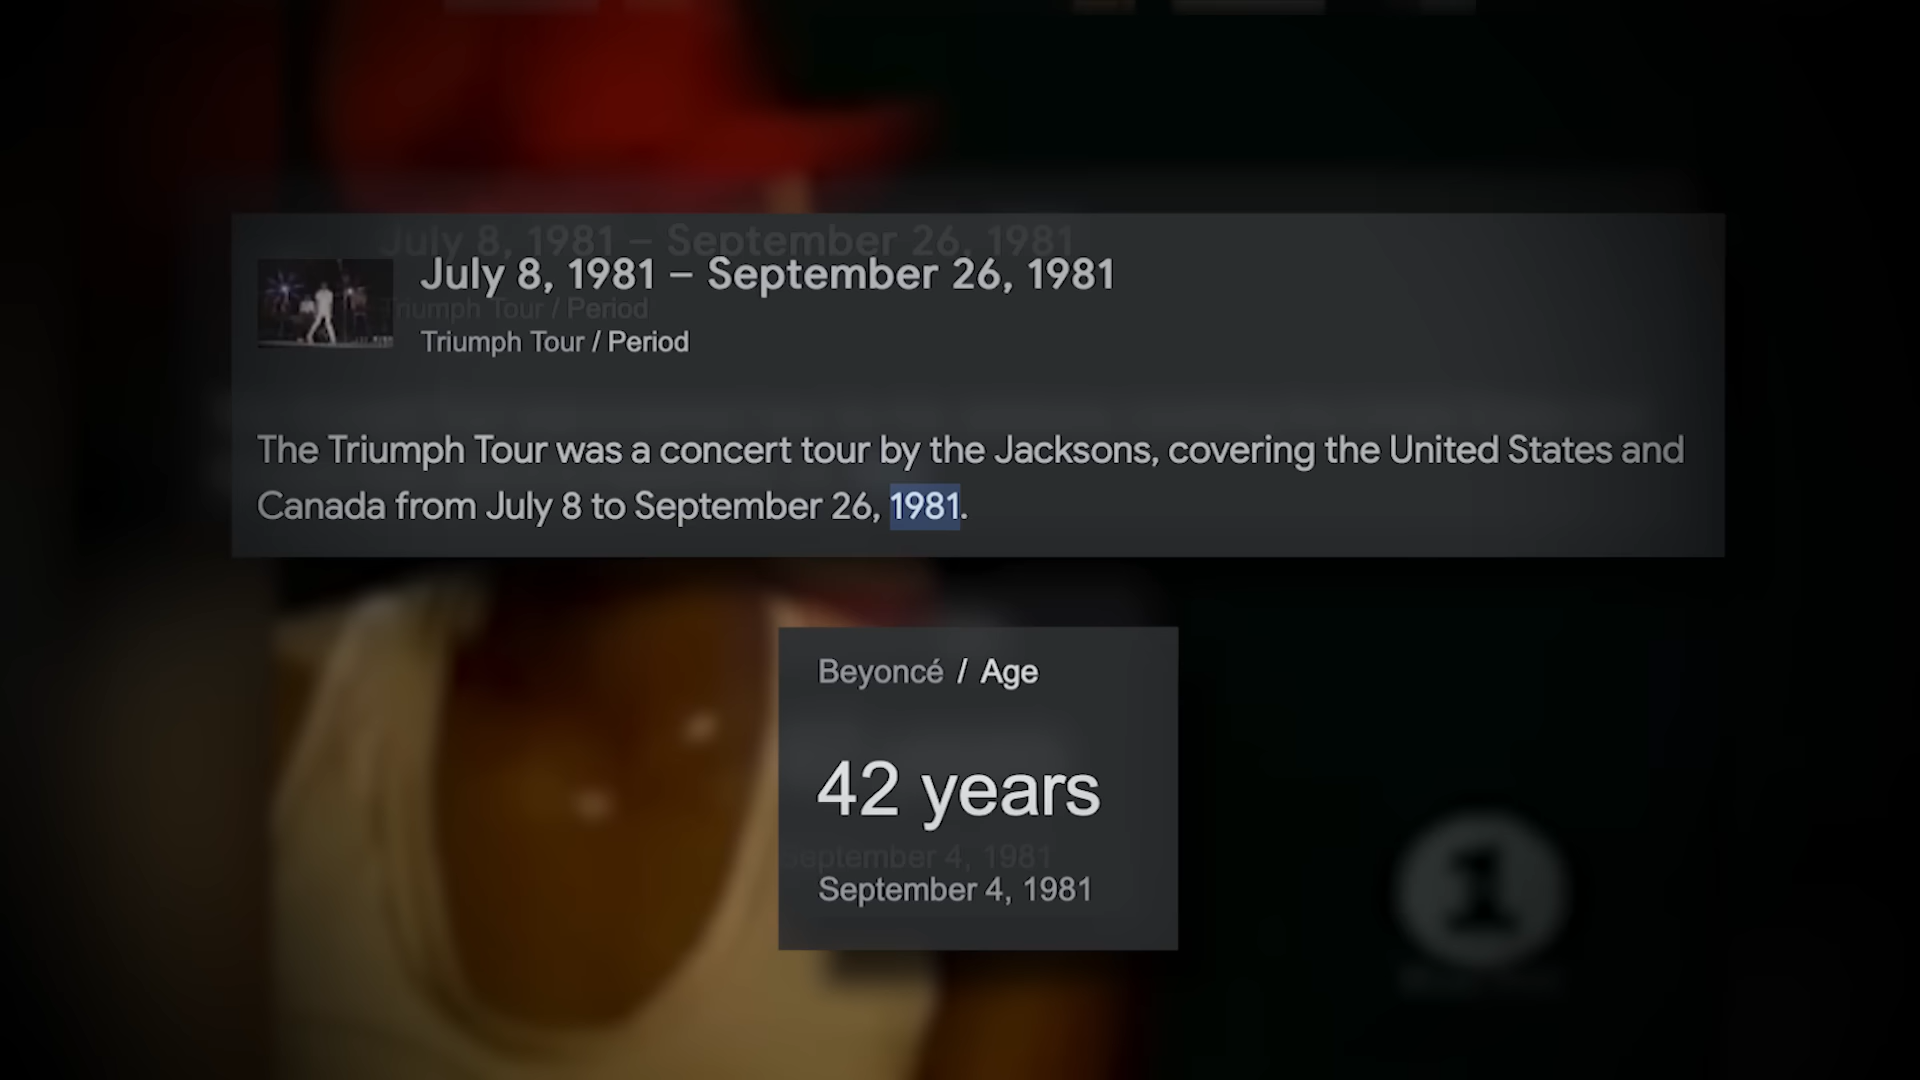 July 8, 1981 – September 26, 1981
Triumph Tour / Period
The Triumph Tour was a concert tour by the Jacksons, covering the United States and
Canada from July 8 to September 26, 1981.
Beyoncé / Age
42 years
September 4, 1981
1